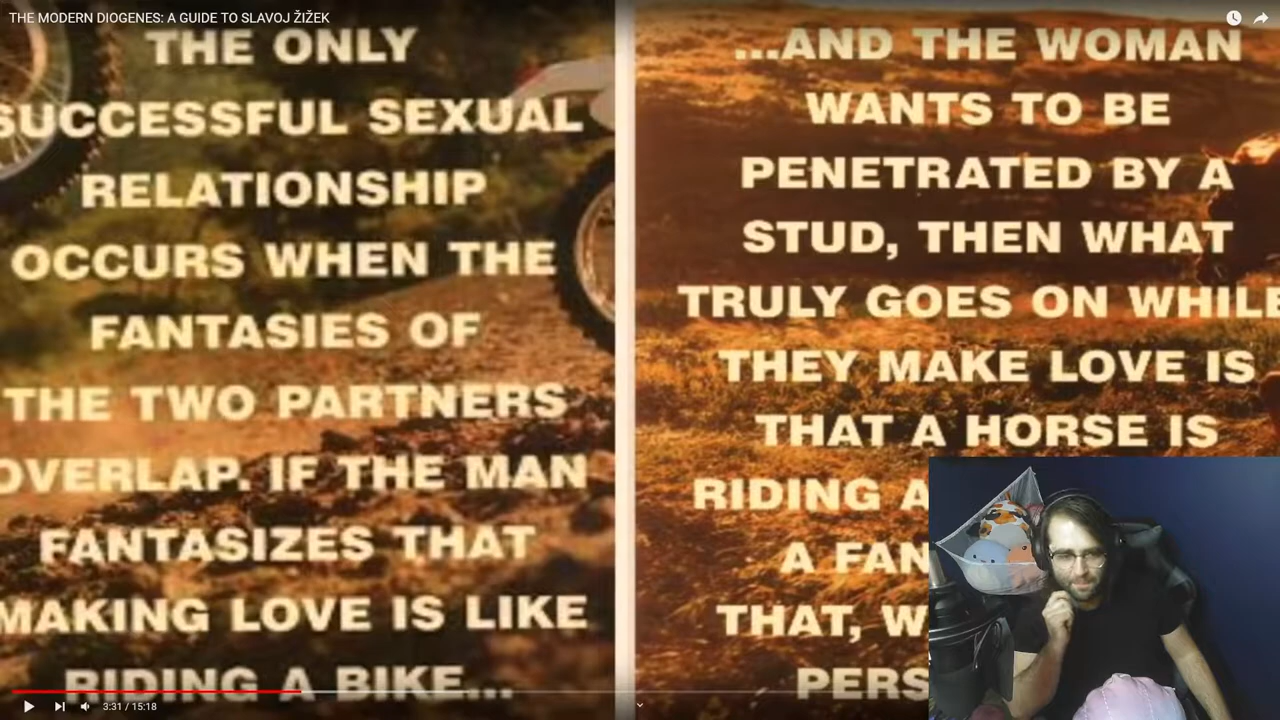 THE MODERN DIOGENES: A GUIDE TO SLAVOJ ŽIŽEK
THE ONLY
SUCCESSFUL SEXUAL
RELATIONSHIP
OCCURS WHEN THE
FANTASIES OF
THE TWO PARTNERS
OVERLAP. IF THE MAN
FANTASIZES THAT
MAKING LOVE IS LIKE
RIDING A BIKE...
...AND THE WOMAN
WANTS TO BE
PENETRATED BY A
STUD, THEN WHAT
TRULY GOES ON WHILE
THEY MAKE LOVE IS
THAT A HORSE IS
RIDING A
A FAN
THAT, W
PERS
3:31 / 15:18